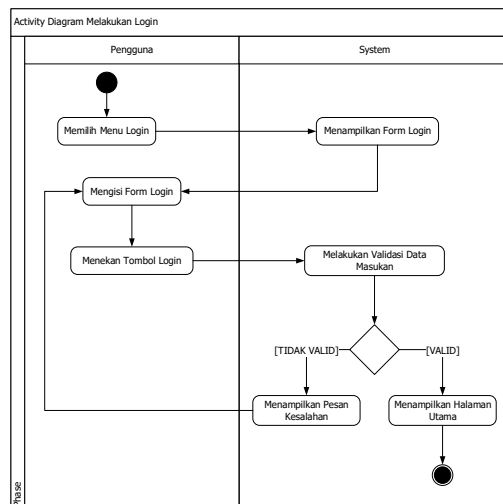 Activity Diagram Melakukan Login
Pengguna
System
Memilih Menu Login
Menampilkan Form Login
Mengisi Form Login
Menekan Tombol Login
Melakukan Validasi Data
Masukan
[TIDAK VALID]
[VALID]
Menampilkan Pesan
Kesalahan
Menampilkan Halaman
Utama
Phase